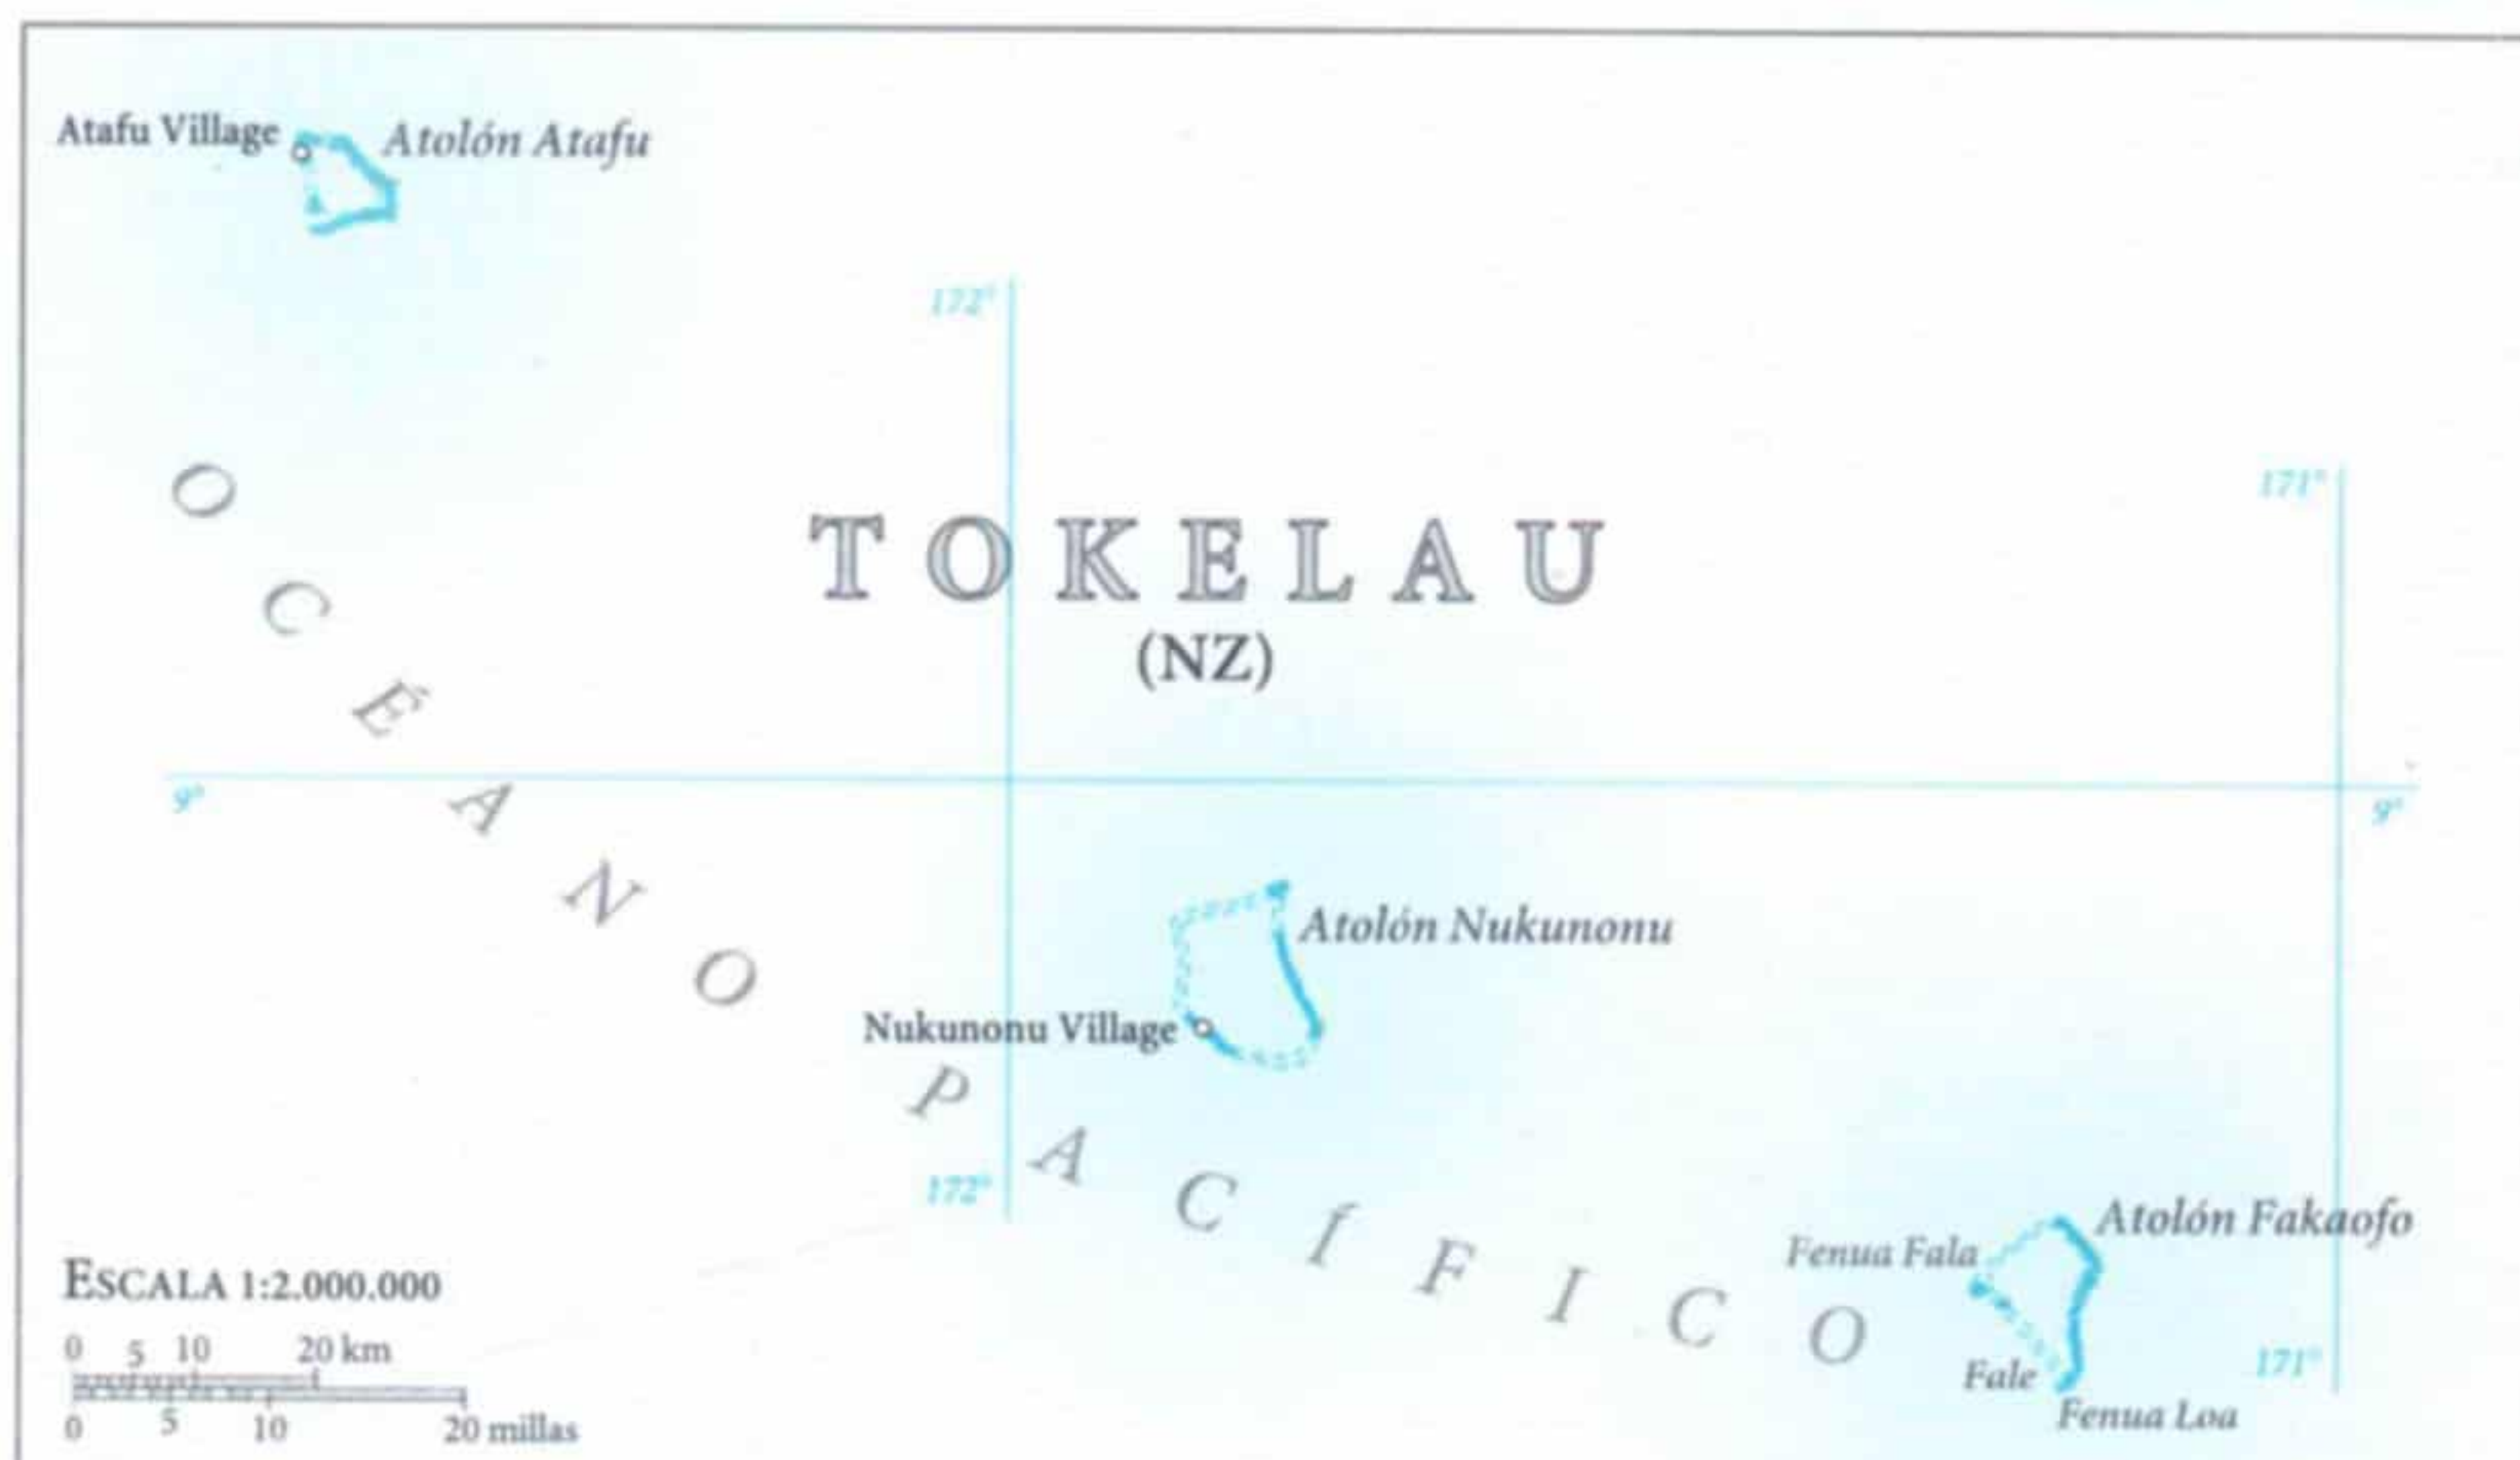 Atafu Village
Atolón Atafu
172°
171°
TOKELAU
(NZ)
9°
9°
OCÉANO PACÍFICO
Atolón Nukunonu
Nukunonu Village
172°
Atolón Fakaofo
Fenua Fala
171°
Fale
Fenua Loa
ESCALA 1:2.000.000
0 5 10 20 km
0 5 10 20 millas